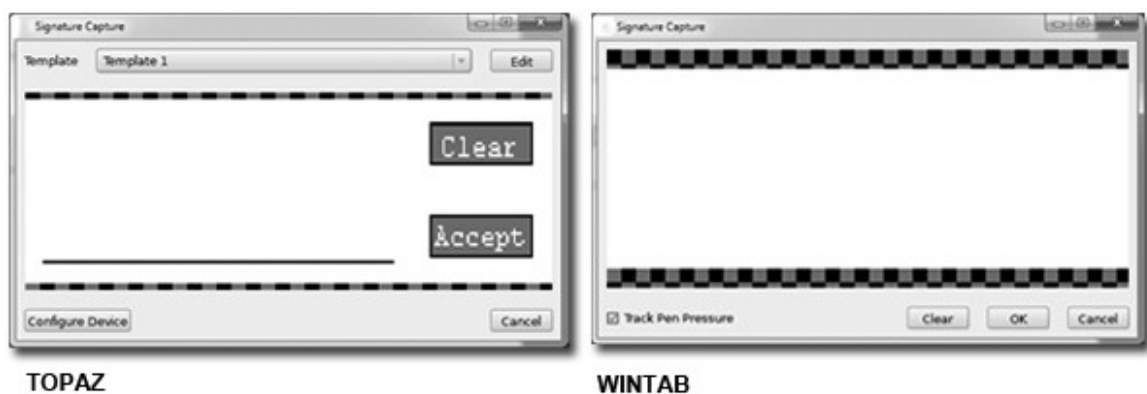 Signature Capture
Template Template 1 Edit
Clear
Accept
Configure Device Cancel
TOPAZ
Signature Capture
Track Pen Pressure Clear OK Cancel
WINTAB